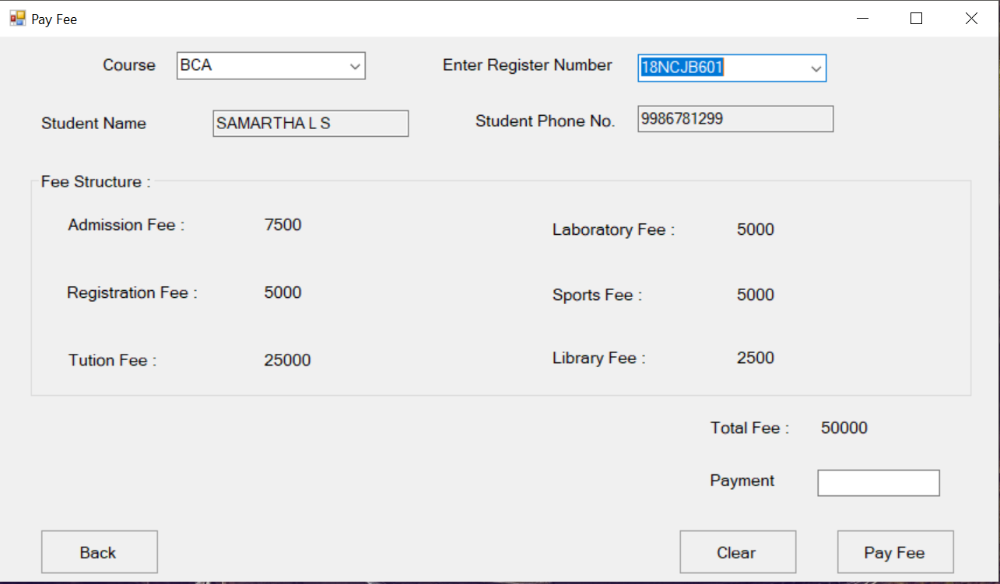 Pay Fee
Course BCA Enter Register Number 18NCJB601
Student Name SAMARTHA L S Student Phone No. 9986781299
Fee Structure :
Admission Fee : 7500 Laboratory Fee : 5000
Registration Fee : 5000 Sports Fee : 5000
Tution Fee : 25000 Library Fee : 2500
Total Fee : 50000
Payment
Back Clear Pay Fee